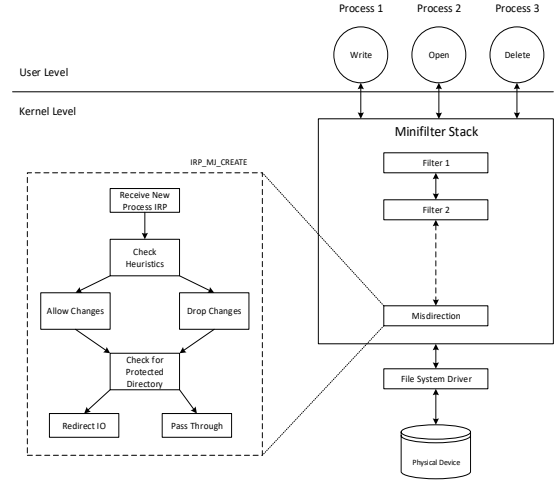 Process 1
Process 2
Process 3
Write
Open
Delete
User Level
Kernel Level
Minifilter Stack
Filter 1
Filter 2
Misdirection
File System Driver
Physical Device
IRP_MJ_CREATE
Receive New
Process IRP
Check
Heuristics
Allow Changes
Drop Changes
Check for
Protected
Directory
Redirect IO
Pass Through